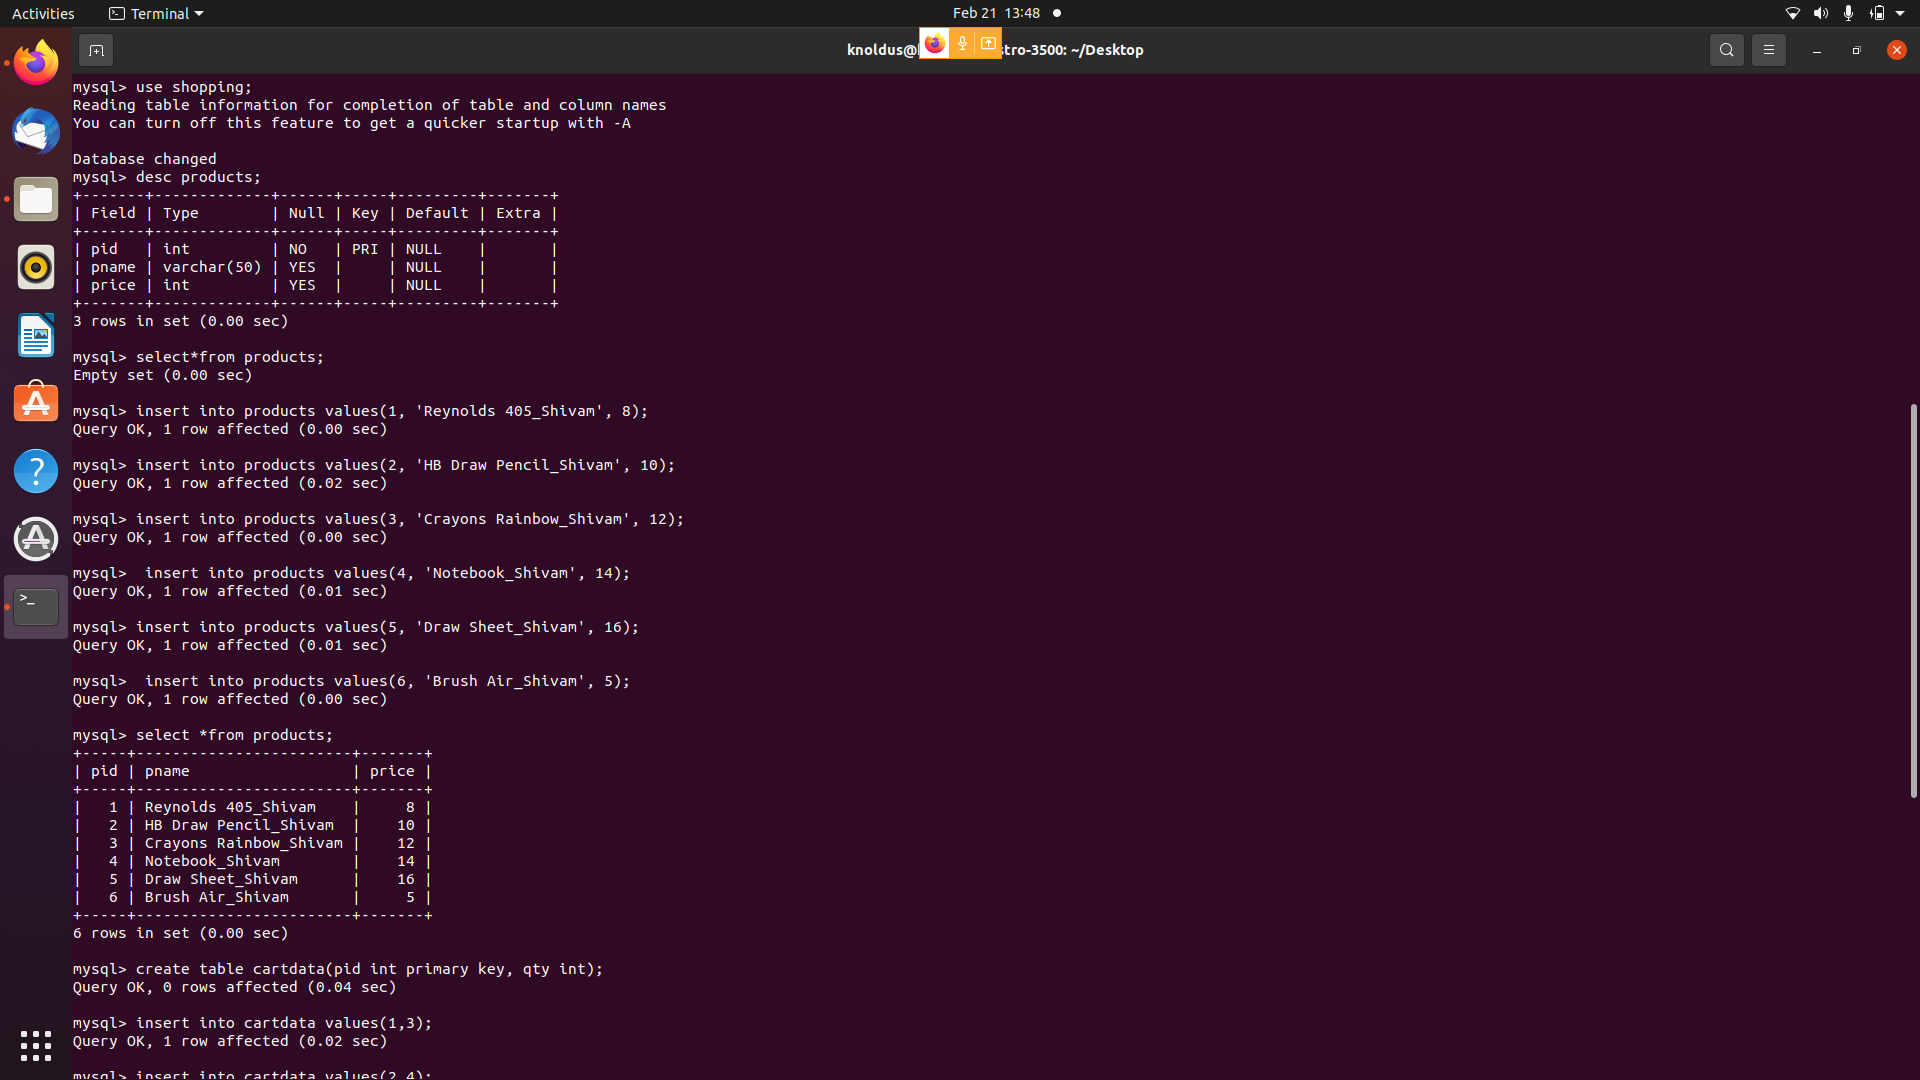 Activities Terminal Feb 21 13:48
knoldus@ stro-3500: ~/Desktop
mysql> use shopping;
Reading table information for completion of table and column names
You can turn off this feature to get a quicker startup with -A
Database changed
mysql> desc products;
+-------+-------------+------+-----+---------+-------+
| Field | Type        | Null | Key | Default | Extra |
+-------+-------------+------+-----+---------+-------+
| pid   | int         | NO   | PRI | NULL    |       |
| pname | varchar(50) | YES  |     | NULL    |       |
| price | int         | YES  |     | NULL    |       |
+-------+-------------+------+-----+---------+-------+
3 rows in set (0.00 sec)
mysql> select*from products;
Empty set (0.00 sec)
mysql> insert into products values(1, 'Reynolds 405_Shivam', 8);
Query OK, 1 row affected (0.00 sec)
mysql> insert into products values(2, 'HB Draw Pencil_Shivam', 10);
Query OK, 1 row affected (0.02 sec)
mysql> insert into products values(3, 'Crayons Rainbow_Shivam', 12);
Query OK, 1 row affected (0.00 sec)
mysql>  insert into products values(4, 'Notebook_Shivam', 14);
Query OK, 1 row affected (0.01 sec)
mysql> insert into products values(5, 'Draw Sheet_Shivam', 16);
Query OK, 1 row affected (0.01 sec)
mysql>  insert into products values(6, 'Brush Air_Shivam', 5);
Query OK, 1 row affected (0.00 sec)
mysql> select *from products;
+-----+------------------------+-------+
| pid | pname                  | price |
+-----+------------------------+-------+
|   1 | Reynolds 405_Shivam    |     8 |
|   2 | HB Draw Pencil_Shivam  |    10 |
|   3 | Crayons Rainbow_Shivam |    12 |
|   4 | Notebook_Shivam        |    14 |
|   5 | Draw Sheet_Shivam      |    16 |
|   6 | Brush Air_Shivam       |     5 |
+-----+------------------------+-------+
6 rows in set (0.00 sec)
mysql> create table cartdata(pid int primary key, qty int);
Query OK, 0 rows affected (0.04 sec)
mysql> insert into cartdata values(1,3);
Query OK, 1 row affected (0.02 sec)
mysql> insert into cartdata values(2,4);